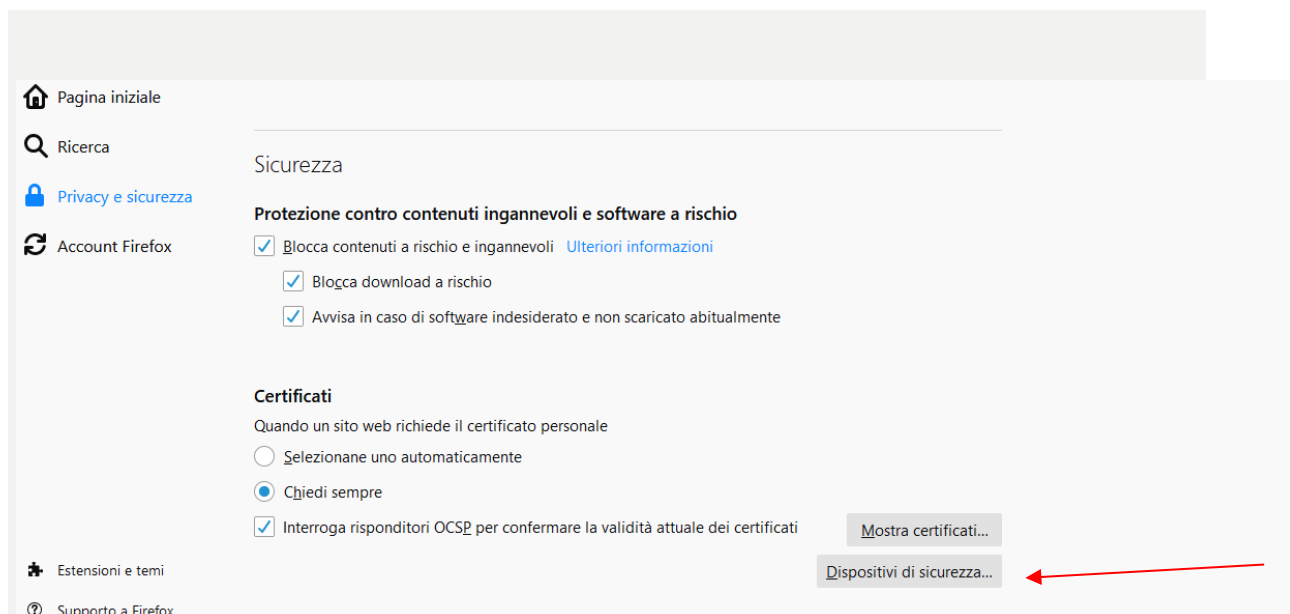 Pagina iniziale
Ricerca
Privacy e sicurezza
Account Firefox
Sicurezza
Protezione contro contenuti ingannevoli e software a rischio
Blocca contenuti a rischio e ingannevoli Ulteriori informazioni
Blocca download a rischio
Avvisa in caso di software indesiderato e non scaricato abitualmente
Certificati
Quando un sito web richiede il certificato personale
Selezionane uno automaticamente
Chiedi sempre
Interroga risponditori OCSP per confermare la validità attuale dei certificati
Mostra certificati...
Dispositivi di sicurezza...
Estensioni e temi
Supporto a Firefox